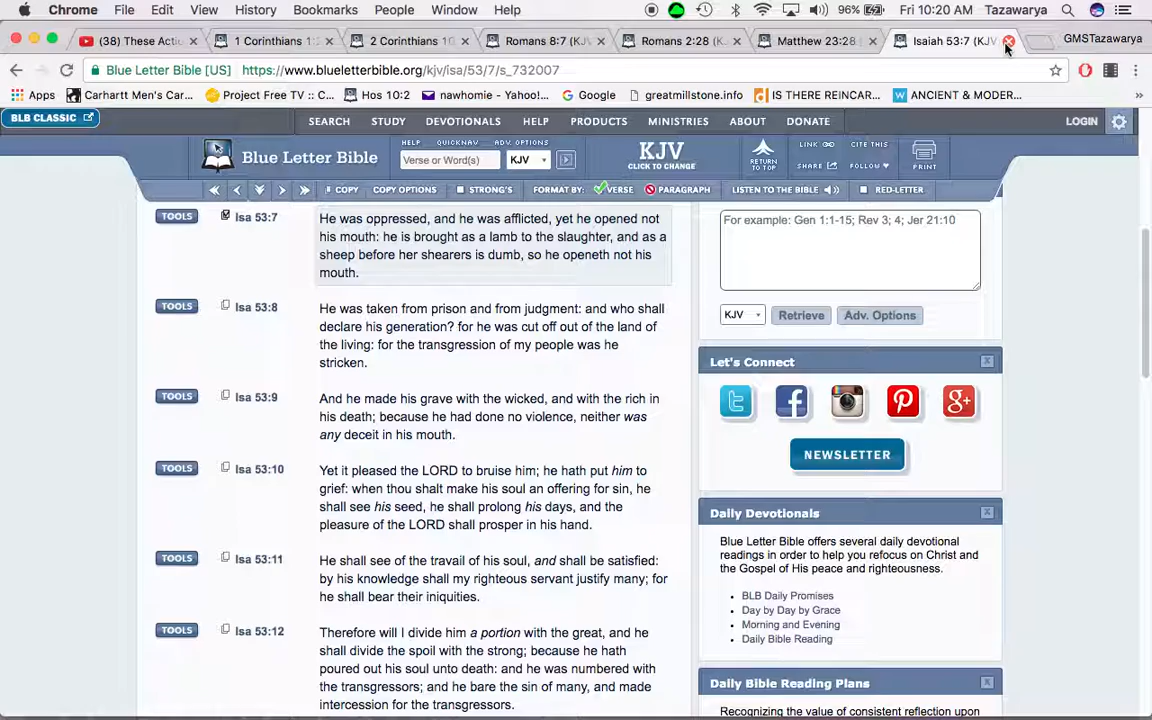 Chrome File Edit View History Bookmarks People Window Help 96% Fri 10:20 AM Tazawarya
(38) These Acti 1 Corinthians 1: 2 Corinthians 10 Romans 8:7 (KJV Romans 2:28 (KJ Matthew 23:28 Isaiah 53:7 (KJV GMSTazawarya
Blue Letter Bible [US] https://www.blueletterbible.org/kjv/isa/53/7/s_732007
Apps Carhartt Men's Car... Project Free TV :: C... Hos 10:2 nawhomie - Yahoo!... Google greatmillstone.info IS THERE REINCAR... ANCIENT & MODER... »
BLB CLASSIC SEARCH STUDY DEVOTIONALS HELP PRODUCTS MINISTRIES ABOUT DONATE LOGIN
HELP QUICKNAV ADV. OPTIONS
Blue Letter Bible Verse or Word(s) KJV KJV
CLICK TO CHANGE
RETURN
TO TOP
LINK CITE THIS
SHARE FOLLOW PRINT
COPY COPY OPTIONS STRONG'S FORMAT BY: VERSE PARAGRAPH LISTEN TO THE BIBLE RED-LETTER
TOOLS Isa 53:7 He was oppressed, and he was afflicted, yet he opened not
his mouth: he is brought as a lamb to the slaughter, and as a
sheep before her shearers is dumb, so he openeth not his
mouth.
TOOLS Isa 53:8 He was taken from prison and from judgment: and who shall
declare his generation? for he was cut off out of the land of
the living: for the transgression of my people was he
stricken.
TOOLS Isa 53:9 And he made his grave with the wicked, and with the rich in
his death; because he had done no violence, neither was
any deceit in his mouth.
TOOLS Isa 53:10 Yet it pleased the LORD to bruise him; he hath put him to
grief: when thou shalt make his soul an offering for sin, he
shall see his seed, he shall prolong his days, and the
pleasure of the LORD shall prosper in his hand.
TOOLS Isa 53:11 He shall see of the travail of his soul, and shall be satisfied:
by his knowledge shall my righteous servant justify many; for
he shall bear their iniquities.
TOOLS Isa 53:12 Therefore will I divide him a portion with the great, and he
shall divide the spoil with the strong; because he hath
poured out his soul unto death: and he was numbered with
the transgressors; and he bare the sin of many, and made
intercession for the transgressors.
For example: Gen 1:1-15; Rev 3; 4; Jer 21:10
KJV Retrieve Adv. Options
Let's Connect
NEWSLETTER
Daily Devotionals
Blue Letter Bible offers several daily devotional
readings in order to help you refocus on Christ and
the Gospel of His peace and righteousness.
BLB Daily Promises
Day by Day by Grace
Morning and Evening
Daily Bible Reading
Daily Bible Reading Plans
Recognizing the value of consistent reflection upon